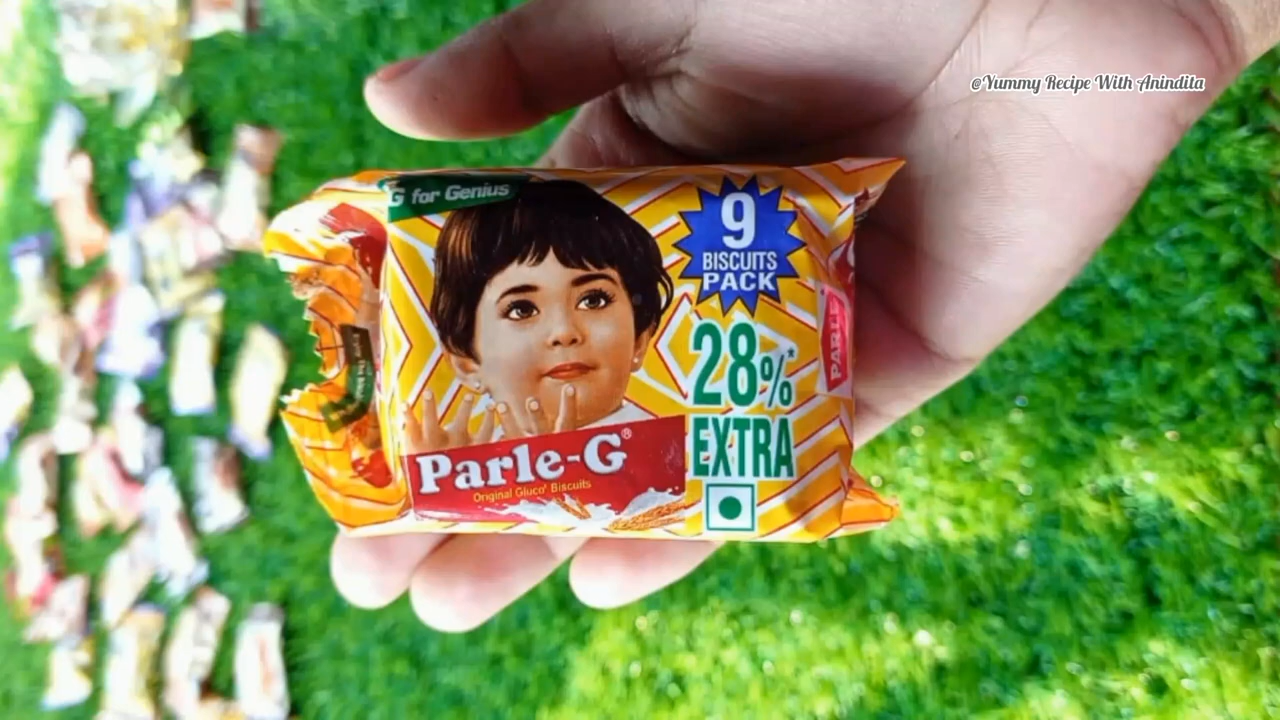 @Yummy Recipe With Anindita
G for Genius
9
BISCUITS
PACK
28%*
EXTRA
PARLE
Parle-G®
Original Gluco' Biscuits